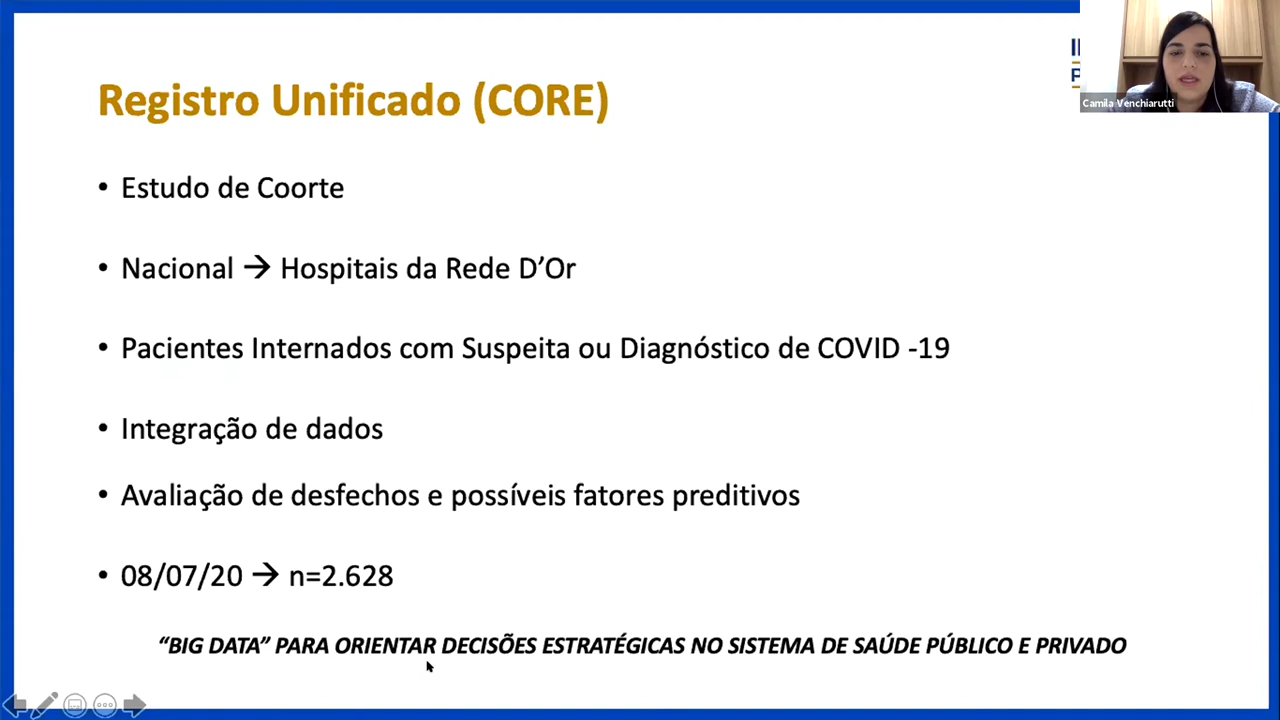 Registro Unificado (CORE)
Camila Venchiarutti
• Estudo de Coorte
• Nacional → Hospitais da Rede D’Or
• Pacientes Internados com Suspeita ou Diagnóstico de COVID -19
• Integração de dados
• Avaliação de desfechos e possíveis fatores preditivos
• 08/07/20 → n=2.628
“BIG DATA” PARA ORIENTAR DECISÕES ESTRATÉGICAS NO SISTEMA DE SAÚDE PÚBLICO E PRIVADO